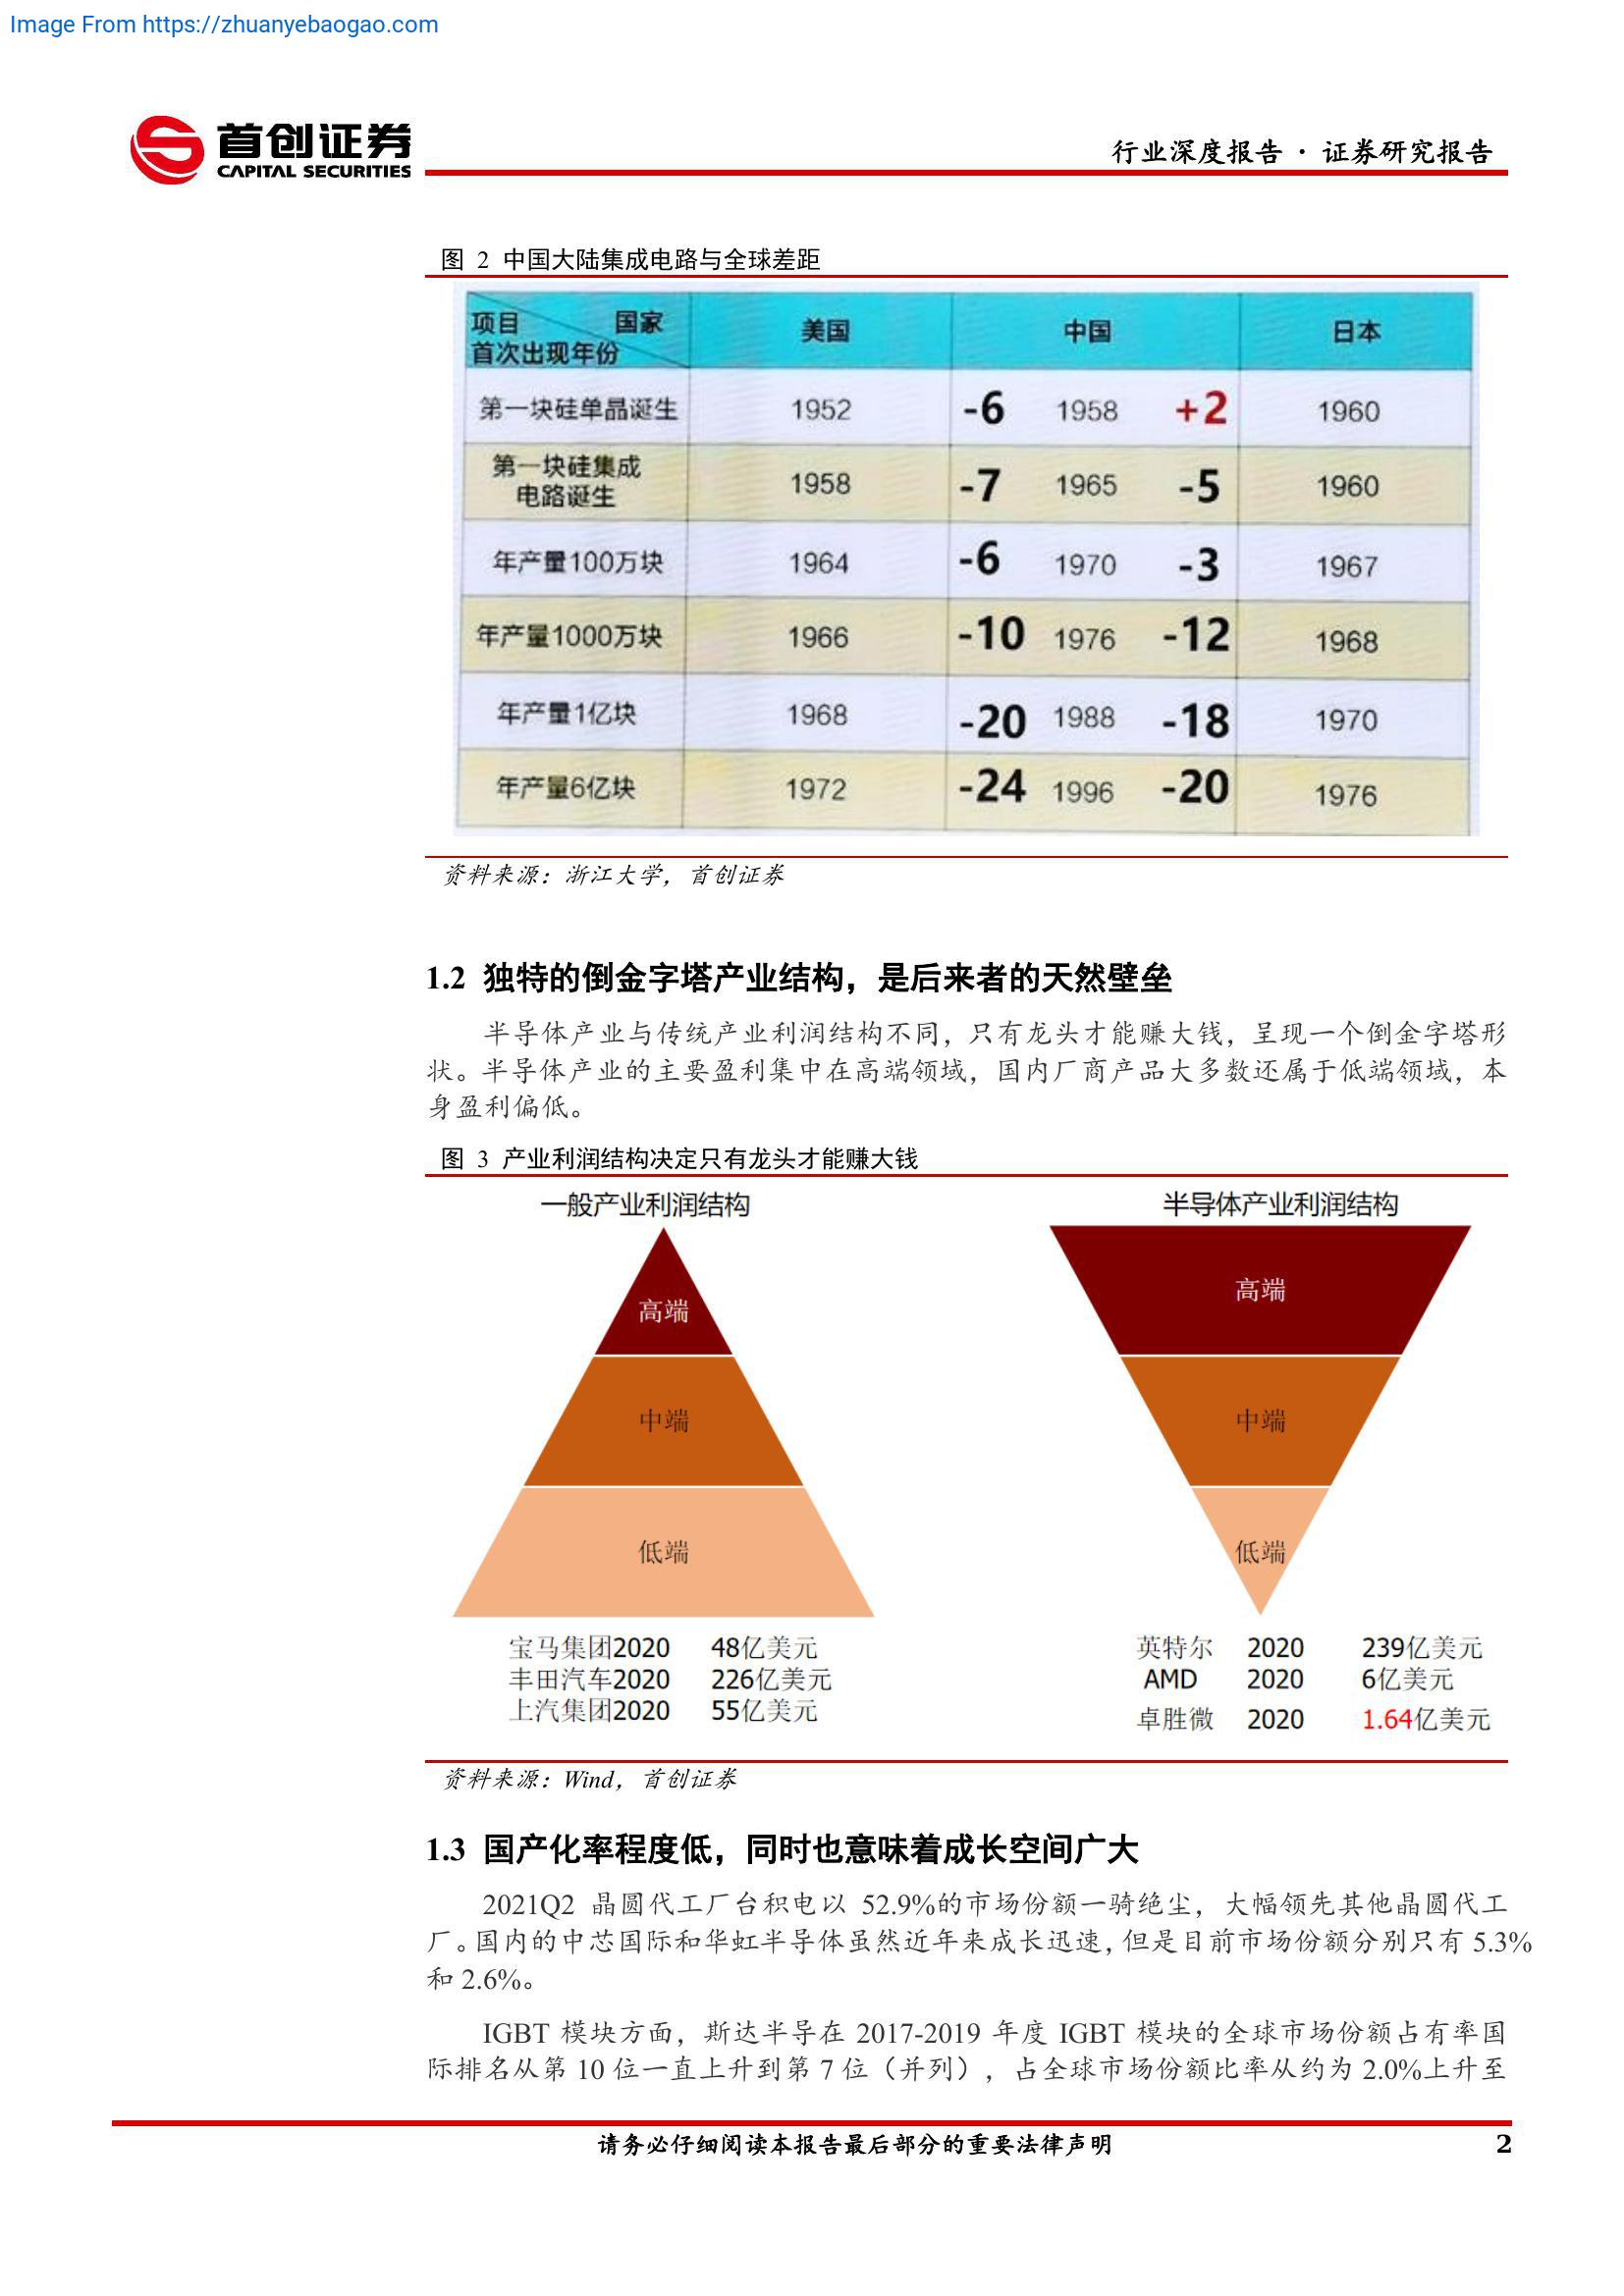 Image From https://zhuanyebaogao.com
首创证券
CAPITAL SECURITIES
行业深度报告 · 证券研究报告
图 2 中国大陆集成电路与全球差距
项目 国家 美国 中国 日本
首次出现年份
第一块硅单晶诞生 1952 -6 1958 +2 1960
第一块硅集成
电路诞生 1958 -7 1965 -5 1960
年产量100万块 1964 -6 1970 -3 1967
年产量1000万块 1966 -10 1976 -12 1968
年产量1亿块 1968 -20 1988 -18 1970
年产量6亿块 1972 -24 1996 -20 1976
资料来源：浙江大学，首创证券
1.2 独特的倒金字塔产业结构，是后来者的天然壁垒
半导体产业与传统产业利润结构不同，只有龙头才能赚大钱，呈现一个倒金字塔形
状。半导体产业的主要盈利集中在高端领域，国内厂商产品大多数还属于低端领域，本
身盈利偏低。
图 3 产业利润结构决定只有龙头才能赚大钱
一般产业利润结构
高端
中端
低端
宝马集团2020 48亿美元
丰田汽车2020 226亿美元
上汽集团2020 55亿美元
半导体产业利润结构
高端
中端
低端
英特尔 2020 239亿美元
AMD 2020 6亿美元
卓胜微 2020 1.64亿美元
资料来源：Wind，首创证券
1.3 国产化率程度低，同时也意味着成长空间广大
2021Q2 晶圆代工厂台积电以 52.9%的市场份额一骑绝尘，大幅领先其他晶圆代工
厂。国内的中芯国际和华虹半导体虽然近年来成长迅速，但是目前市场份额分别只有 5.3%
和 2.6%。
IGBT 模块方面，斯达半导在 2017-2019 年度 IGBT 模块的全球市场份额占有率国
际排名从第 10 位一直上升到第 7 位（并列），占全球市场份额比率从约为 2.0%上升至
请务必仔细阅读本报告最后部分的重要法律声明
2